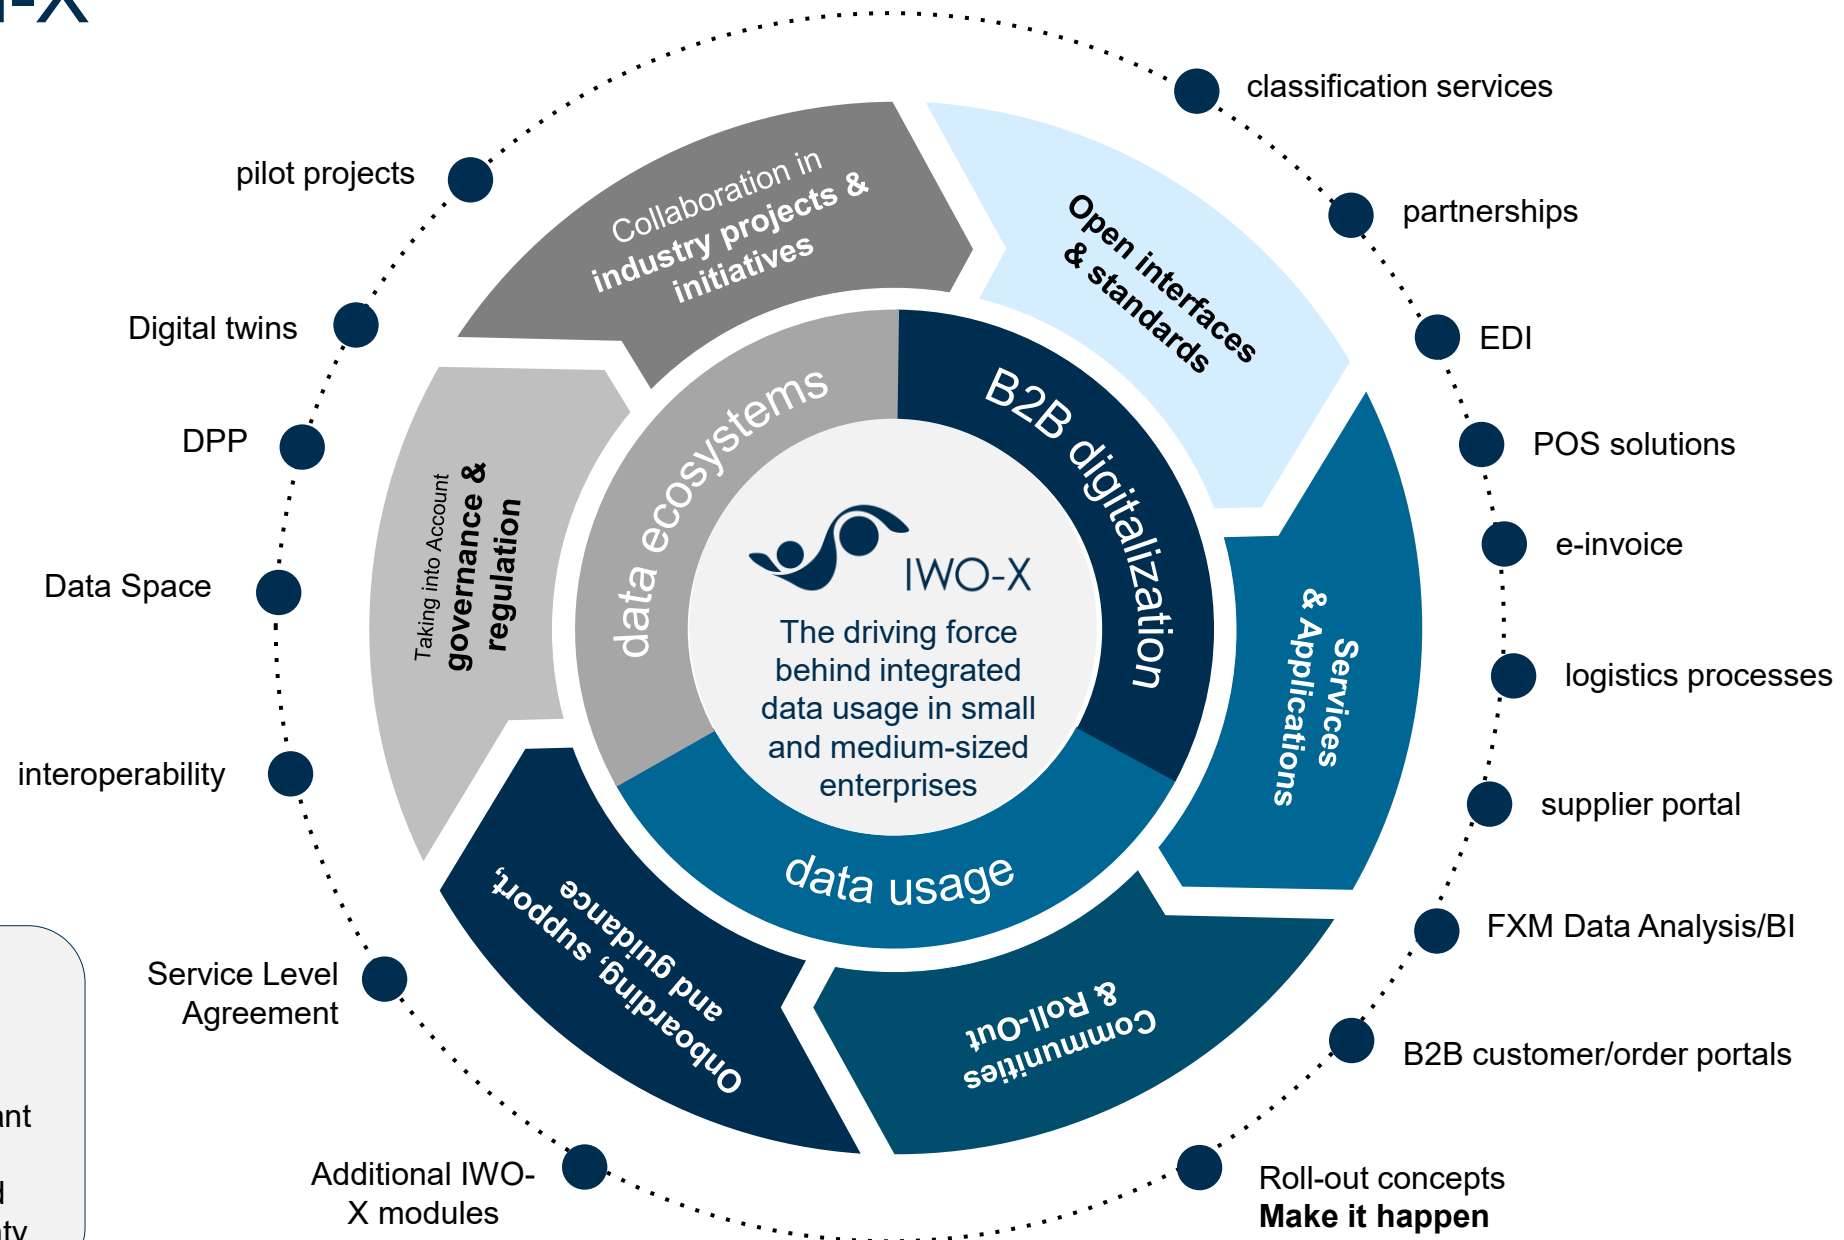 classification services
pilot projects
partnerships
Digital twins
EDI
DPP
POS solutions
e-invoice
Data Space
logistics processes
interoperability
supplier portal
FXM Data Analysis/BI
Service Level
Agreement
B2B customer/order portals
Additional IWO-
X modules
Roll-out concepts
Make it happen
Collaboration in
industry projects &
initiatives
Open interfaces
& standards
Services
& Applications
Communities
& Roll-Out
Onboarding, support,
and guidance
Taking into Account
governance &
regulation
data ecosystems
B2B digitalization
data usage
IWO-X
The driving force
behind integrated
data usage in small
and medium-sized
enterprises